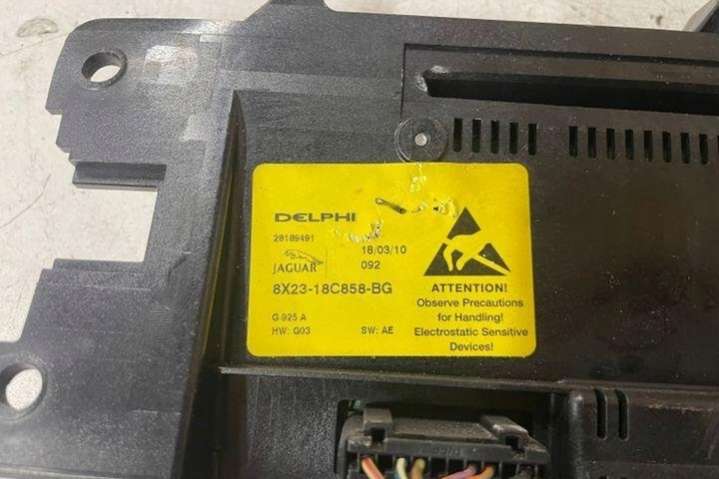 DELPHI
28189491
18/03/10
JAGUAR
092
8X23-18C858-BG
G 925 A
HW: G03 SW: AE
ATTENTION!
Observe Precautions
for Handling!
Electrostatic Sensitive
Devices!